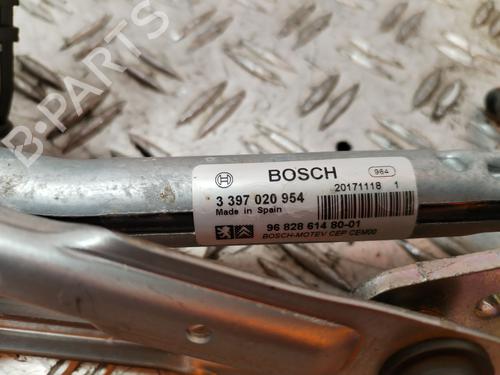 B-PARTS
BOSCH
984
3 397 020 954
20171118 1
Made in Spain
96 828 614 80-01
BOSCH-MOTEV CEP CEM00